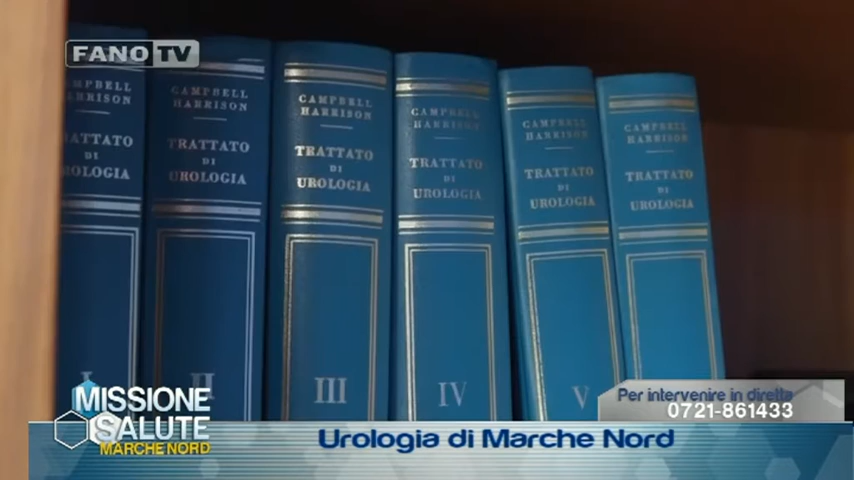 FANO TV
CAMPBELL
HARRISON
TRATTATO
DI
UROLOGIA
I
CAMPBELL
HARRISON
TRATTATO
DI
UROLOGIA
II
CAMPBELL
HARRISON
TRATTATO
DI
UROLOGIA
III
CAMPBELL
HARRISON
TRATTATO
DI
UROLOGIA
IV
CAMPBELL
HARRISON
TRATTATO
DI
UROLOGIA
V
CAMPBELL
HARRISON
TRATTATO
DI
UROLOGIA
Per intervenire in diretta
0721-861433
MISSIONE
SALUTE
MARCHE NORD
Urologia di Marche Nord